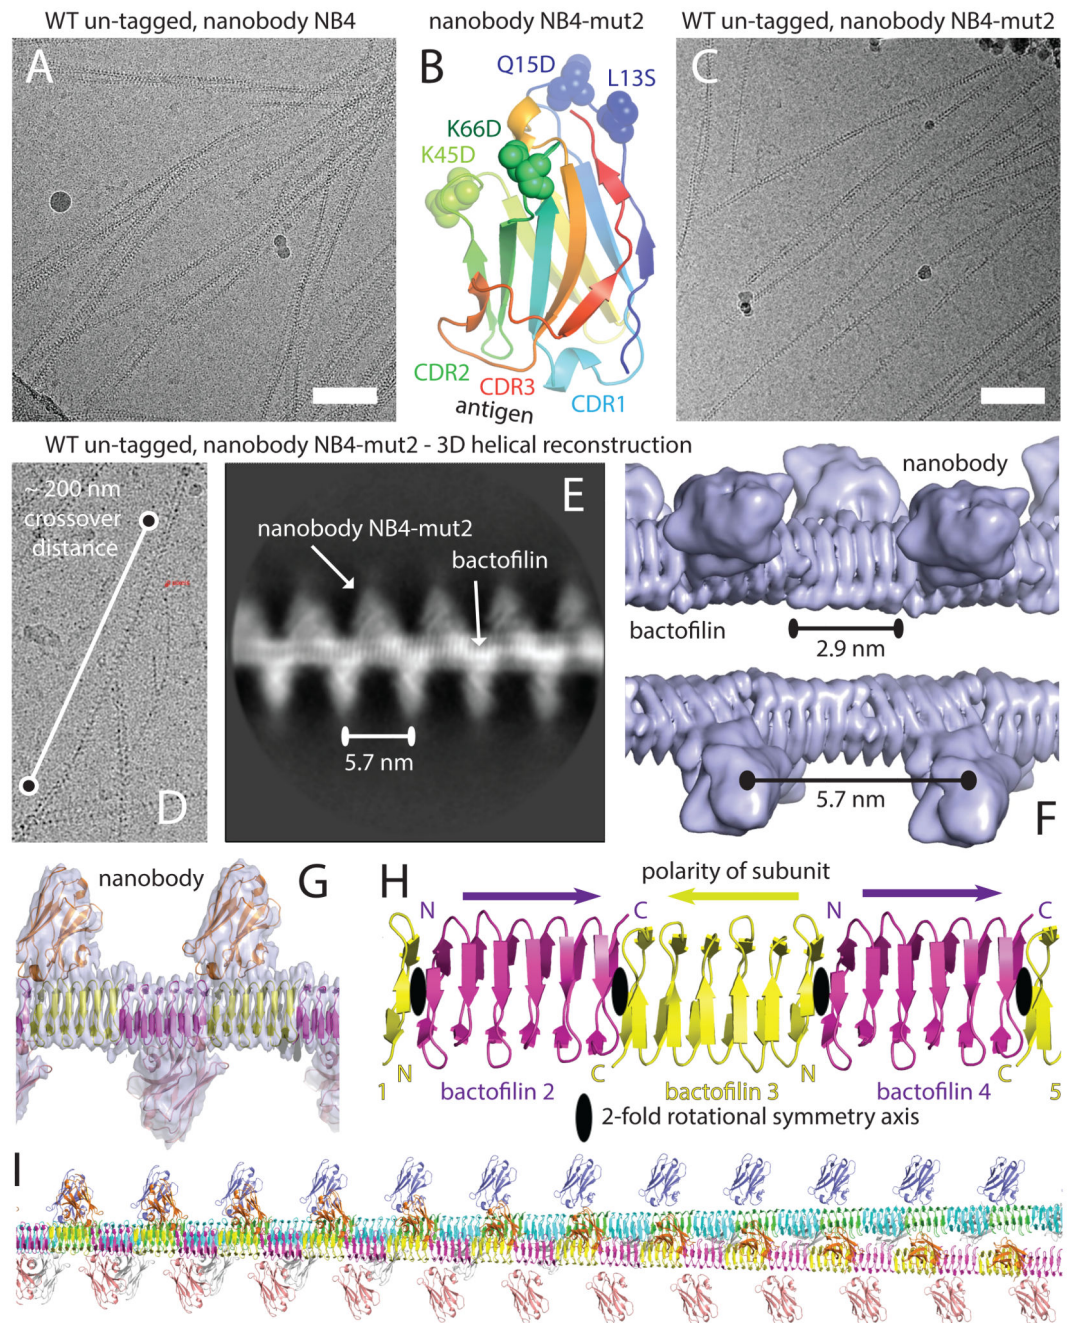 WT un-tagged, nanobody NB4
nanobody NB4-mut2
WT un-tagged, nanobody NB4-mut2
A
B
C
Q15D
L13S
K66D
K45D
CDR2
CDR3
CDR1
antigen
WT un-tagged, nanobody NB4-mut2 - 3D helical reconstruction
~200 nm
crossover
distance
D
E
nanobody NB4-mut2
bactofilin
5.7 nm
nanobody
bactofilin
2.9 nm
5.7 nm
F
nanobody
G
H
polarity of subunit
N
C
N
C
1
N
bactofilin 2
C
bactofilin 3
N
bactofilin 4
C
5
2-fold rotational symmetry axis
I